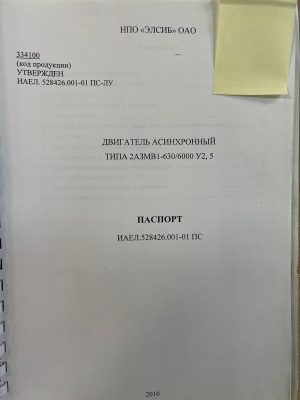 НПО «ЭЛСИБ» ОАО
334100
(код продукции)
УТВЕРЖДЕН
ИАЕЛ. 528426.001-01 ПС-ЛУ
ДВИГАТЕЛЬ АСИНХРОННЫЙ
ТИПА 2АЗМВ1-630/6000 У2, 5
ПАСПОРТ
ИАЕЛ.528426.001-01 ПС
2010